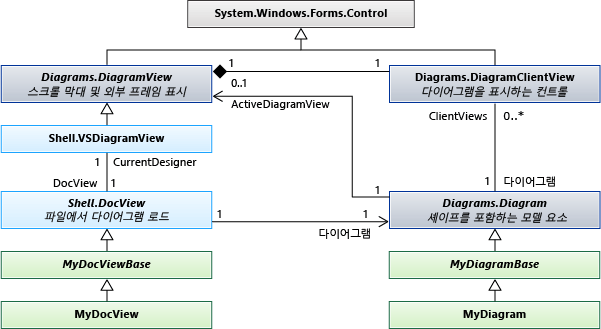 System.Windows.Forms.Control
Diagrams.DiagramView
스크롤 막대 및 외부 프레임 표시
1
1
Diagrams.DiagramClientView
다이어그램을 표시하는 컨트롤
0..1
ActiveDiagramView
ClientViews
0..*
Shell.VSDiagramView
1
CurrentDesigner
DocView
1
1
1
다이어그램
Shell.DocView
파일에서 다이어그램 로드
1
1
다이어그램
Diagrams.Diagram
셰이프를 포함하는 모델 요소
MyDocViewBase
MyDiagramBase
MyDocView
MyDiagram